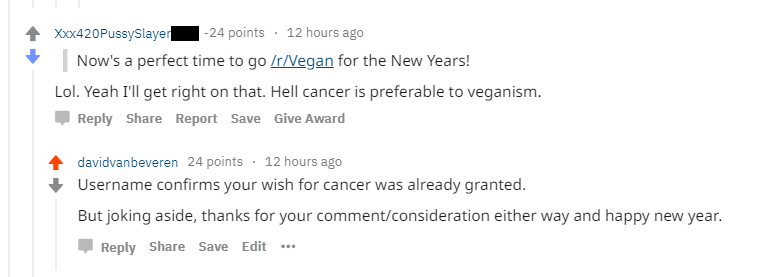 Xxx420PussySlayer -24 points · 12 hours ago
Now's a perfect time to go /r/Vegan for the New Years!
Lol. Yeah I'll get right on that. Hell cancer is preferable to veganism.
Reply Share Report Save Give Award
davidvanbeveren 24 points · 12 hours ago
Username confirms your wish for cancer was already granted.
But joking aside, thanks for your comment/consideration either way and happy new year.
Reply Share Save Edit •••